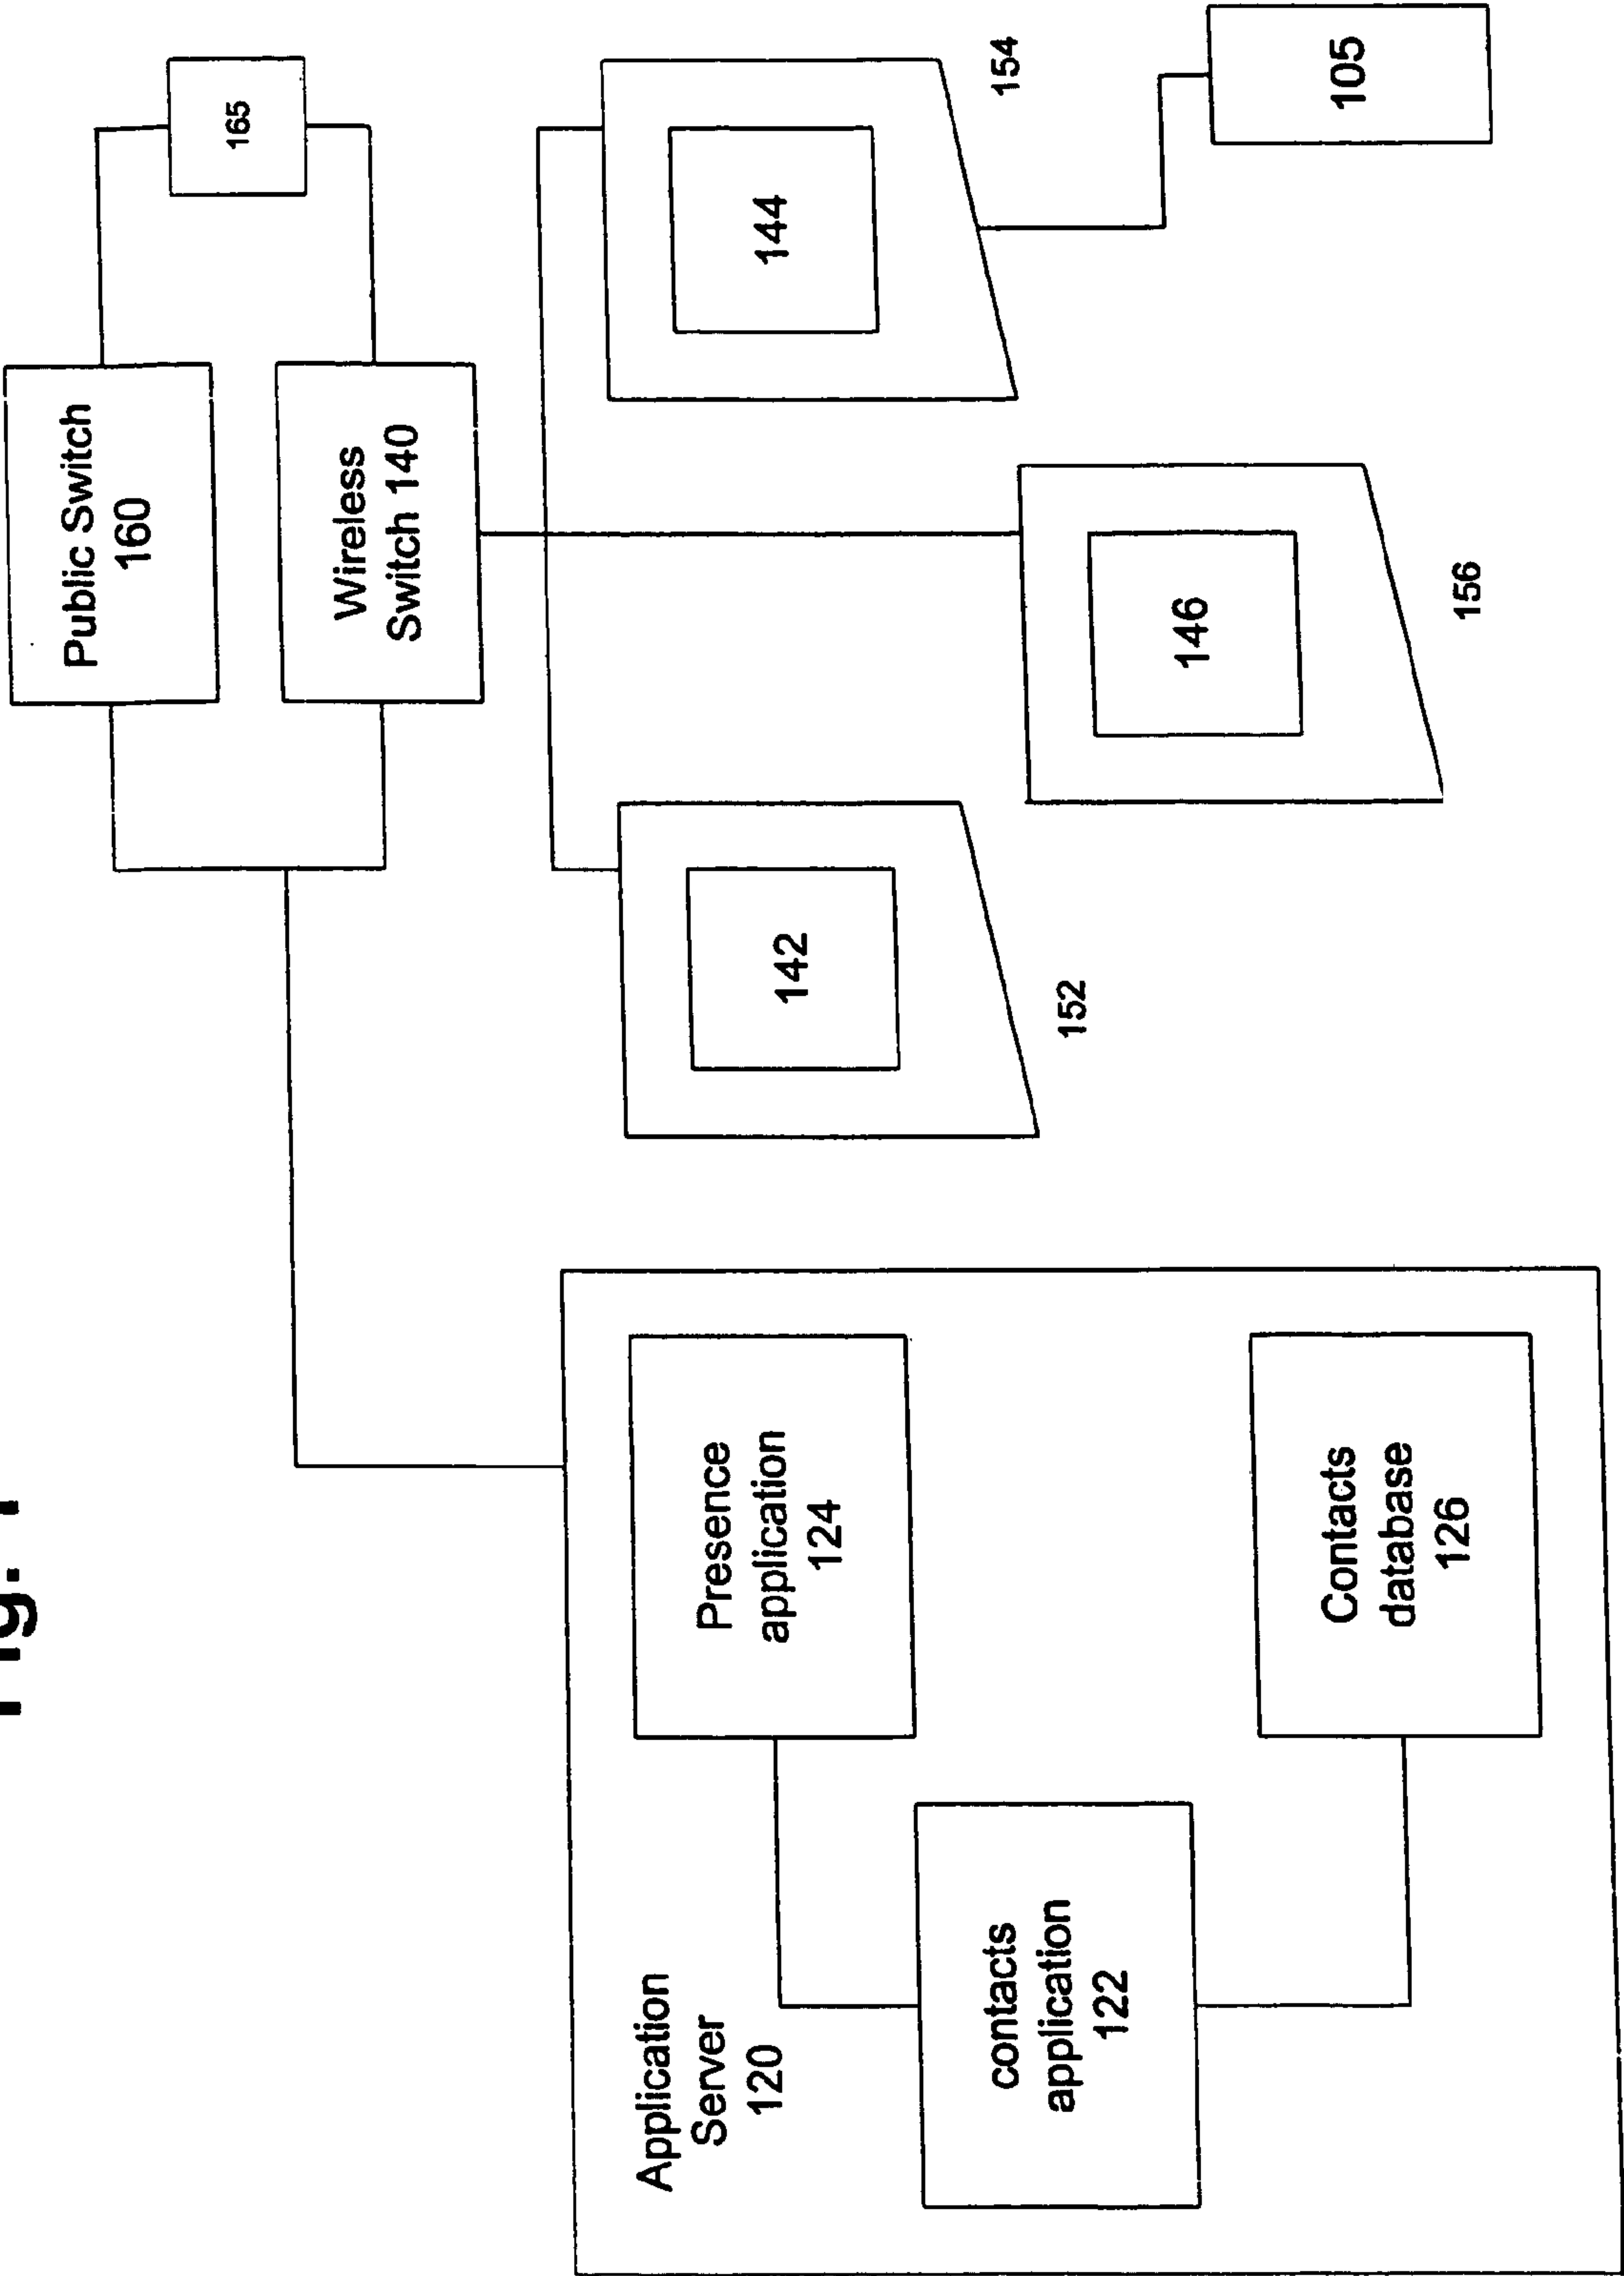 Fig. 1
Public Switch
160
165
Wireless
Switch 140
Application
Server
120
Presence
application
124
142
144
154
contacts
application
122
152
146
Contacts
database
126
105
156